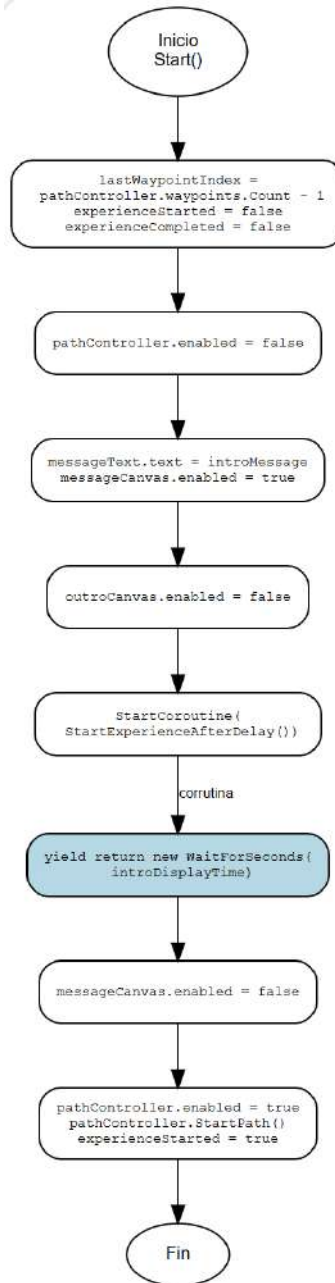 Inicio
Start()
lastWaypointIndex =
pathController.waypoints.Count - 1
experienceStarted = false
experienceCompleted = false
pathController.enabled = false
messageText.text = introMessage
messageCanvas.enabled = true
outroCanvas.enabled = false
StartCoroutine(
StartExperienceAfterDelay())
corrutina
yield return new WaitForSeconds(
introDisplayTime)
messageCanvas.enabled = false
pathController.enabled = true
pathController.StartPath()
experienceStarted = true
Fin